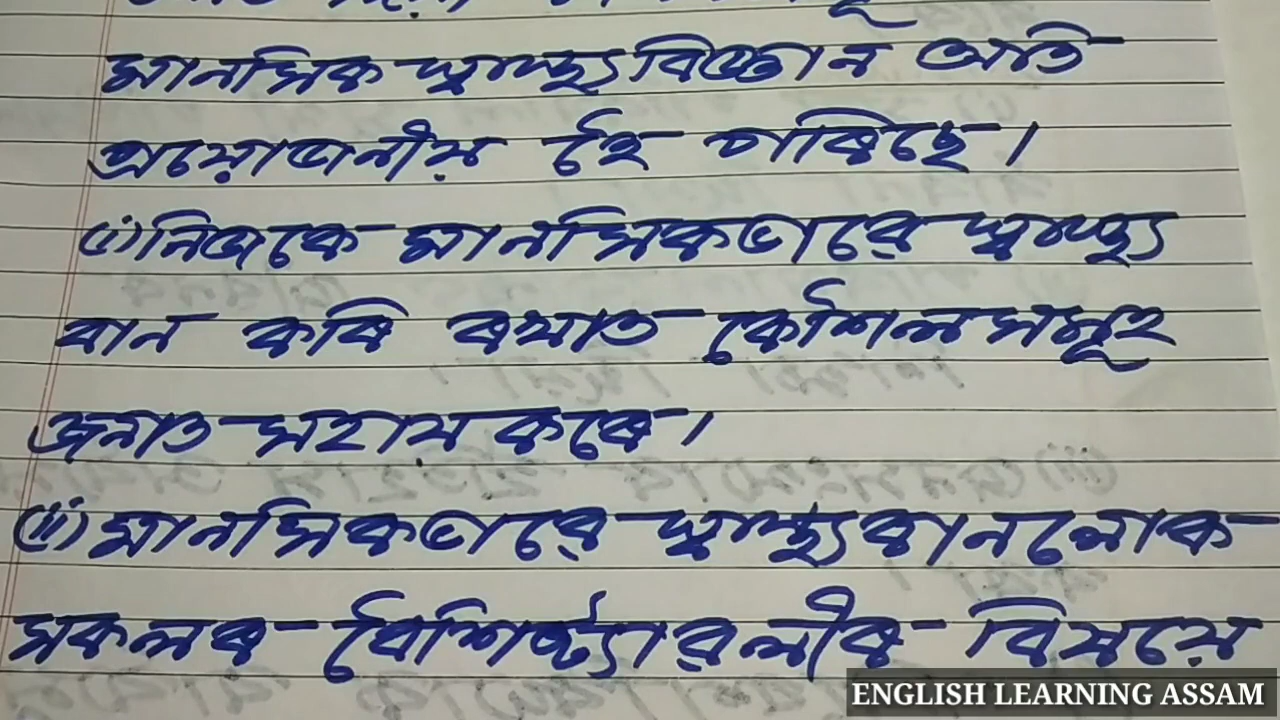 মানসিক স্বাস্থ্যবিজ্ঞান অতি
প্ৰয়োজনীয় হৈ পৰিছে।
(ii) নিজকে মানসিকভাৱে স্বাস্থ্য
বান কৰি ৰখাত কৌশলসমূহ
জনাত সহায় কৰে।
(iii) মানসিকভাৱে স্বাস্থ্যবান লোক
সকলৰ বৈশিষ্ট্যাৱলীৰ বিষয়ে
ENGLISH LEARNING ASSAM